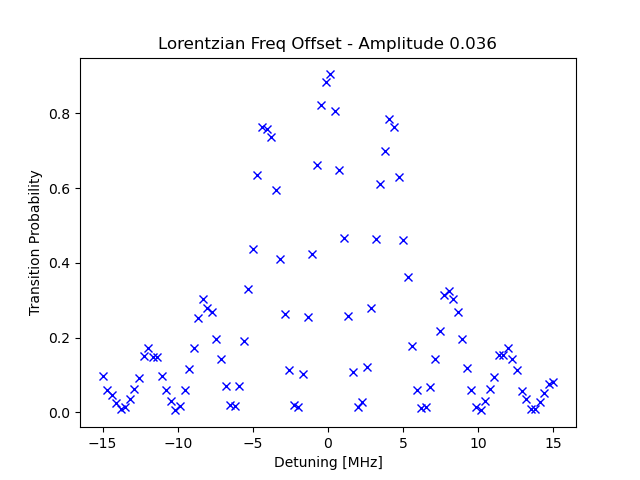 Lorentzian Freq Offset - Amplitude 0.036
Transition Probability
0.8
0.6
0.4
0.2
0.0
−15 −10 −5 0 5 10 15
Detuning [MHz]